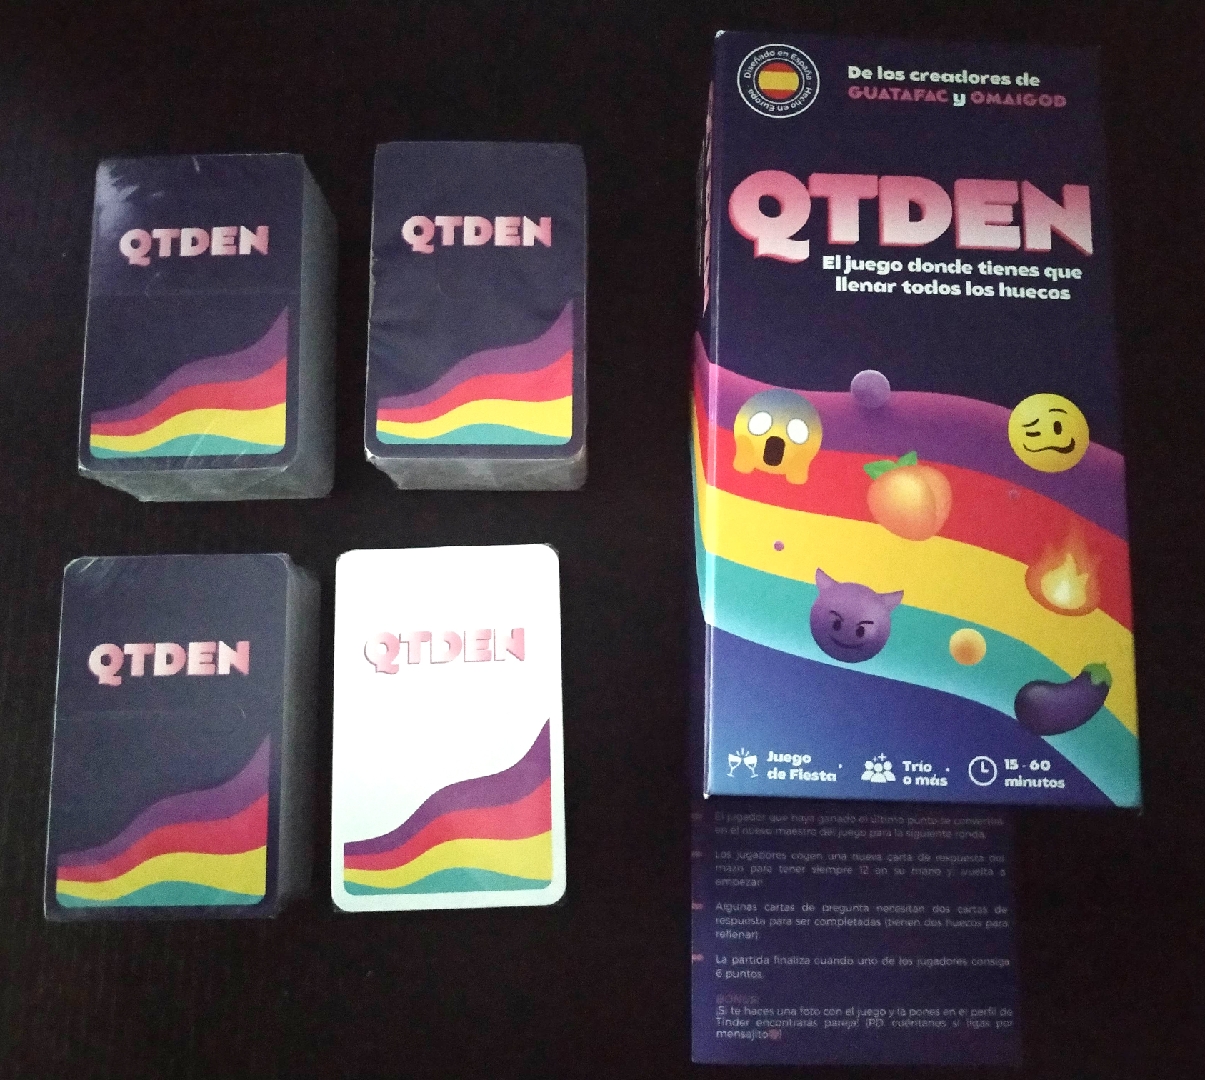 Diseñado en España · Hecho en Europa ·
De los creadores de
GUATAFAC y OMAIGOD
QTDEN
El juego donde tienes que
llenar todos los huecos
Juego
de Fiesta
Trío
o más
15 - 60
minutos
QTDEN
QTDEN
QTDEN
QTDEN
El jugador que haya ganado el último punto se convertirá
en el nuevo maestro del juego para la siguiente ronda.
Los jugadores cogen una nueva carta de respuesta del
mazo para tener siempre 12 en su mano y, ¡vuelta a
empezar!
Algunas cartas de pregunta necesitan dos cartas de
respuesta para ser completadas (tienen dos huecos para
rellenar).
La partida finaliza cuando uno de los jugadores consiga
6 puntos.
BONUS:
¡Si te haces una foto con el juego y la pones en el perfil de
Tinder encontrarás pareja! (PD: cuéntanos si ligas por
mensajito